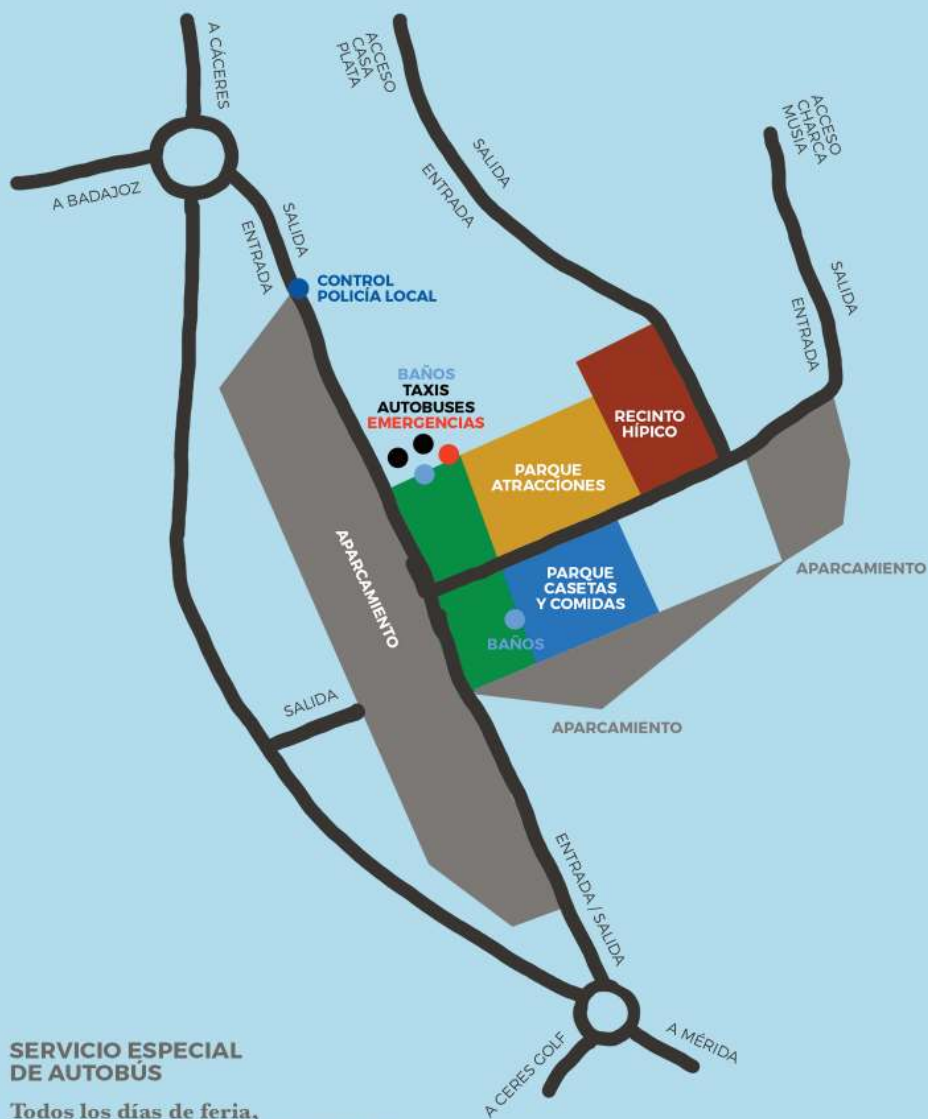 A CÁCERES
ACCESO
CASA
PLATA
ACCESO
CHARCA
MUSIA
A BADAJOZ
SALIDA
ENTRADA
SALIDA
ENTRADA
SALIDA
ENTRADA
CONTROL
POLICÍA LOCAL
BAÑOS
TAXIS
AUTOBUSES
EMERGENCIAS
RECINTO
HÍPICO
PARQUE
ATRACCIONES
APARCAMIENTO
PARQUE
CASETAS
Y COMIDAS
APARCAMIENTO
BAÑOS
SALIDA
APARCAMIENTO
ENTRADA / SALIDA
A MÉRIDA
A CERES GOLF
SERVICIO ESPECIAL
DE AUTOBÚS
Todos los días de feria,